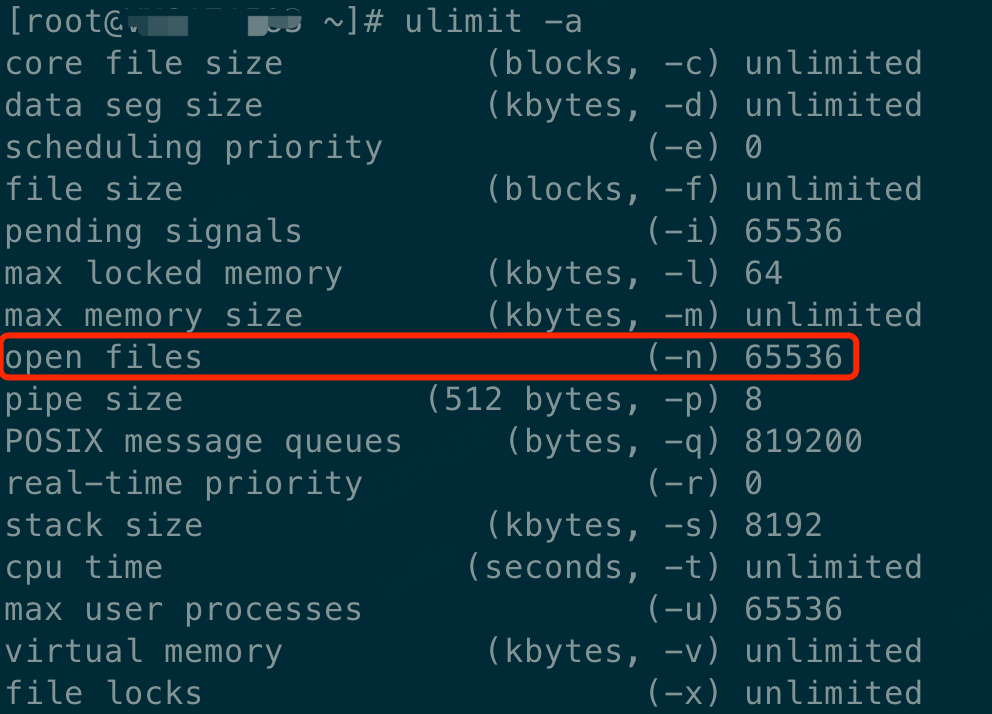 [root@ ~]# ulimit -a
core file size (blocks, -c) unlimited
data seg size (kbytes, -d) unlimited
scheduling priority (-e) 0
file size (blocks, -f) unlimited
pending signals (-i) 65536
max locked memory (kbytes, -l) 64
max memory size (kbytes, -m) unlimited
open files (-n) 65536
pipe size (512 bytes, -p) 8
POSIX message queues (bytes, -q) 819200
real-time priority (-r) 0
stack size (kbytes, -s) 8192
cpu time (seconds, -t) unlimited
max user processes (-u) 65536
virtual memory (kbytes, -v) unlimited
file locks (-x) unlimited